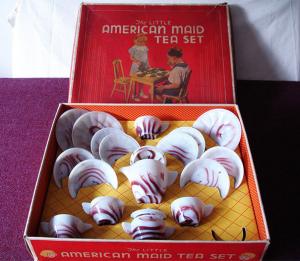 The LITTLE
AMERICAN MAID
TEA SET
The LITTLE
AMERICAN MAID TEA SET